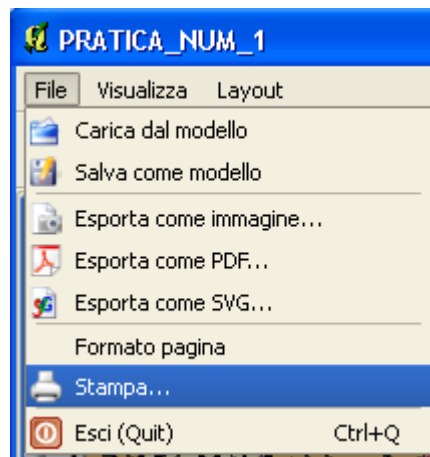 PRATICA_NUM_1
File Visualizza Layout
Carica dal modello
Salva come modello
Esporta come immagine...
Esporta come PDF...
Esporta come SVG...
Formato pagina
Stampa...
Esci (Quit) Ctrl+Q